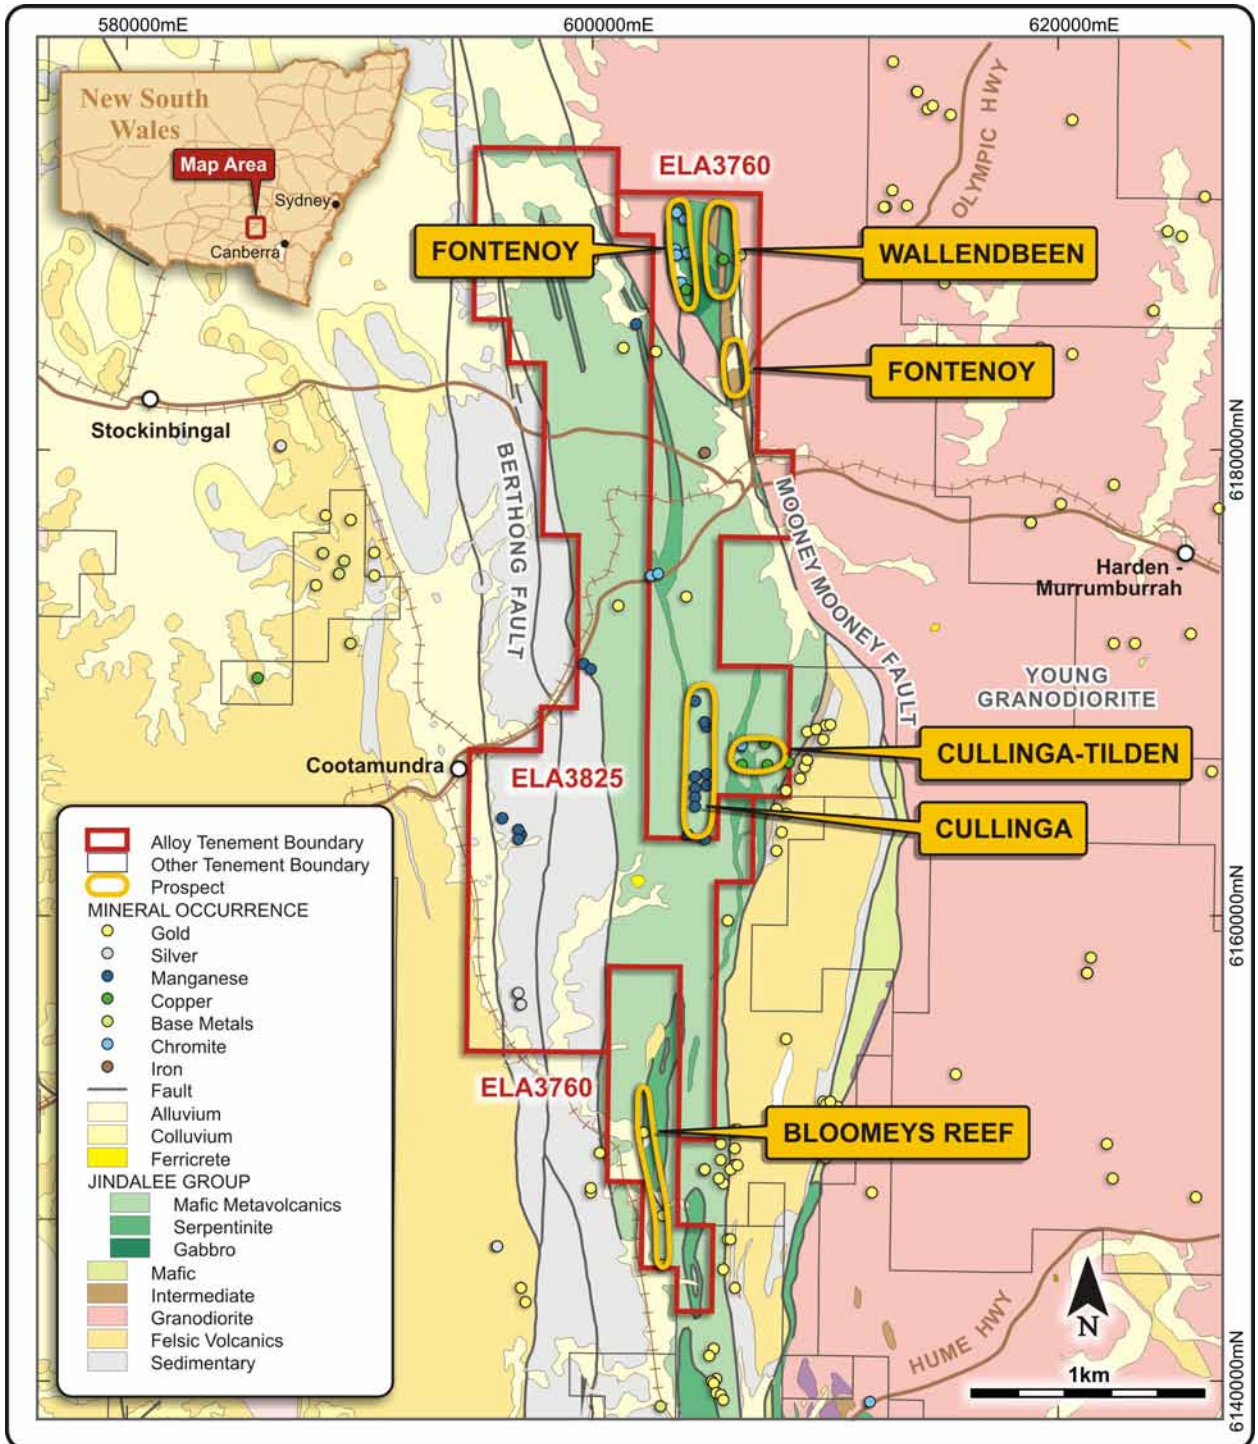 580000mE
600000mE
620000mE
New South
Wales
Map Area
Sydney
Canberra
ELA3760
OLYMPIC HWY
FONTENOY
WALLENDBEEN
FONTENOY
6180000mN
Stockinbingal
BERTHONG FAULT
MOONEY MOONEY FAULT
Harden -
Murrumburrah
YOUNG
GRANODIORITE
Cootamundra
ELA3825
CULLINGA-TILDEN
CULLINGA
6160000mN
Alloy Tenement Boundary
Other Tenement Boundary
Prospect
MINERAL OCCURRENCE
Gold
Silver
Manganese
Copper
Base Metals
Chromite
Iron
Fault
Alluvium
Colluvium
Ferricrete
JINDALEE GROUP
Mafic Metavolcanics
Serpentinite
Gabbro
Mafic
Intermediate
Granodiorite
Felsic Volcanics
Sedimentary
ELA3760
BLOOMEYS REEF
HUME HWY
N
1km
6140000mN